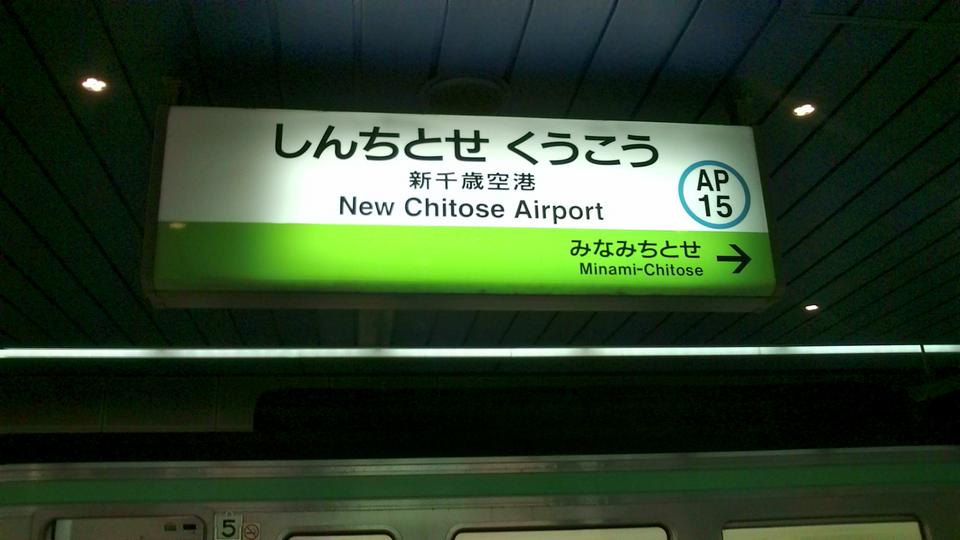 しんちとせ くうこう
新千歳空港
New Chitose Airport
AP
15
みなみちとせ →
Minami-Chitose
5